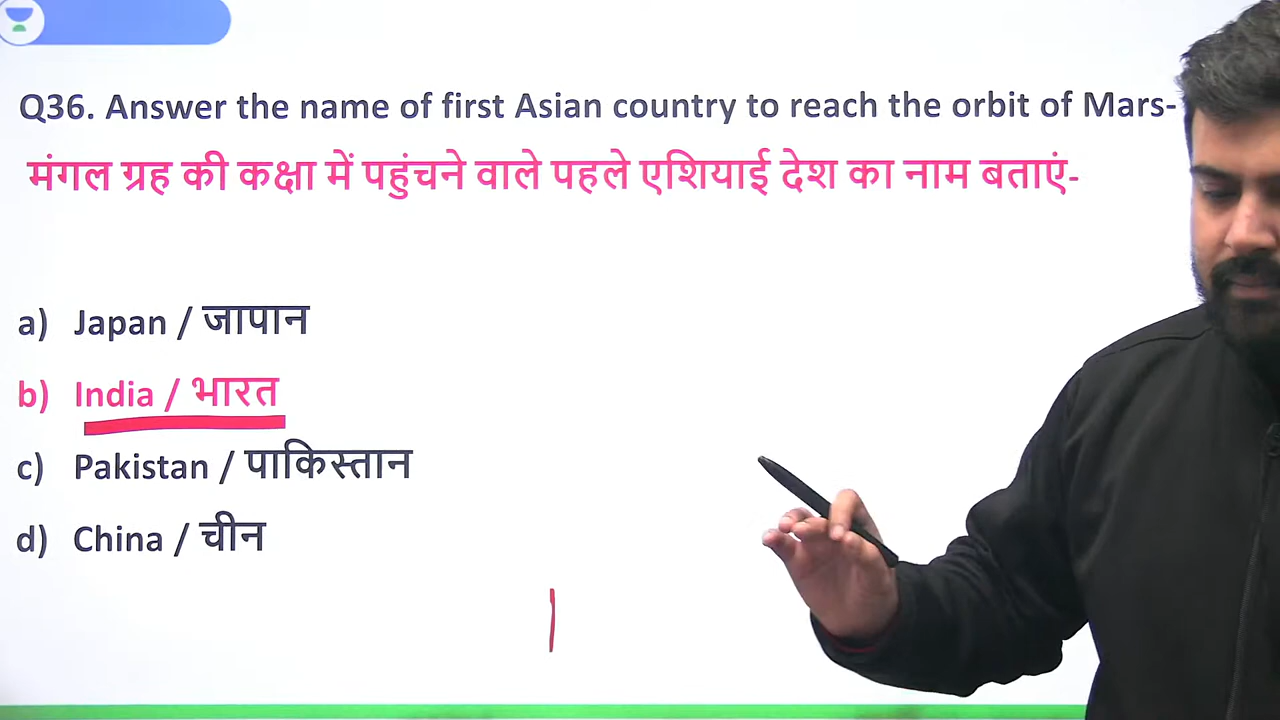 Q36. Answer the name of first Asian country to reach the orbit of Mars-
मंगल ग्रह की कक्षा में पहुंचने वाले पहले एशियाई देश का नाम बताएं-
a) Japan / जापान
b) India / भारत
c) Pakistan / पाकिस्तान
d) China / चीन